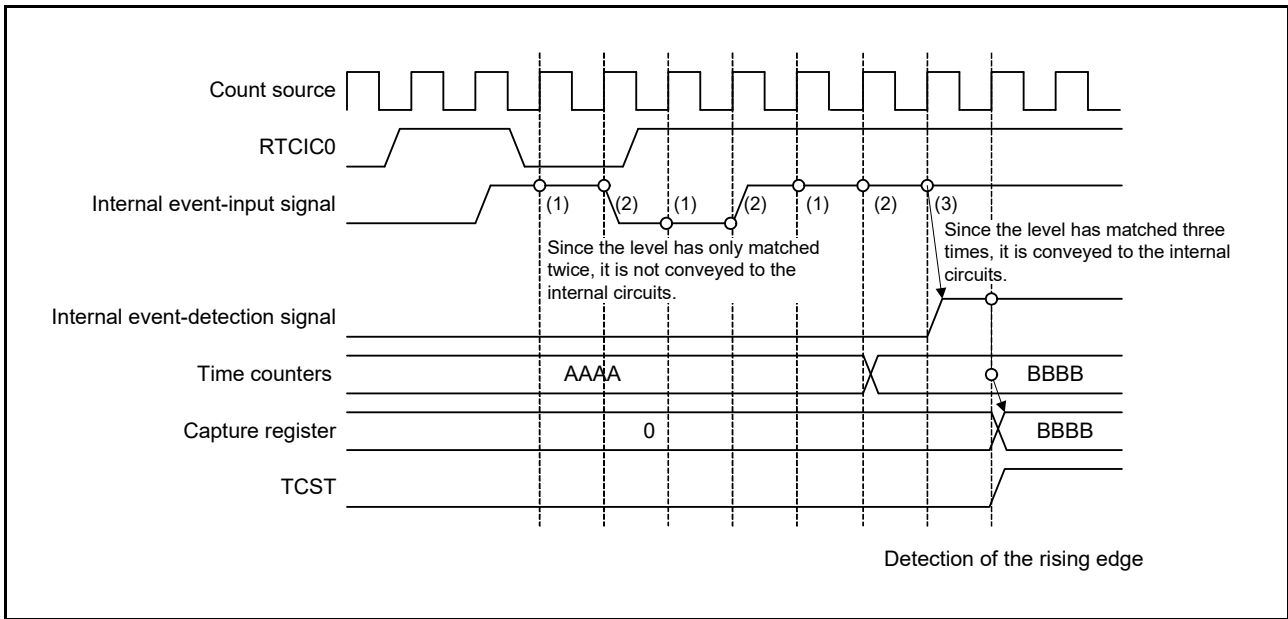 Count source
RTCIC0
Internal event-input signal
(1) (2) (1) (2) (1) (2) (3)
Since the level has only matched
twice, it is not conveyed to the
internal circuits.
Since the level has matched three
times, it is conveyed to the internal
circuits.
Internal event-detection signal
Time counters AAAA BBBB
Capture register 0 BBBB
TCST
Detection of the rising edge